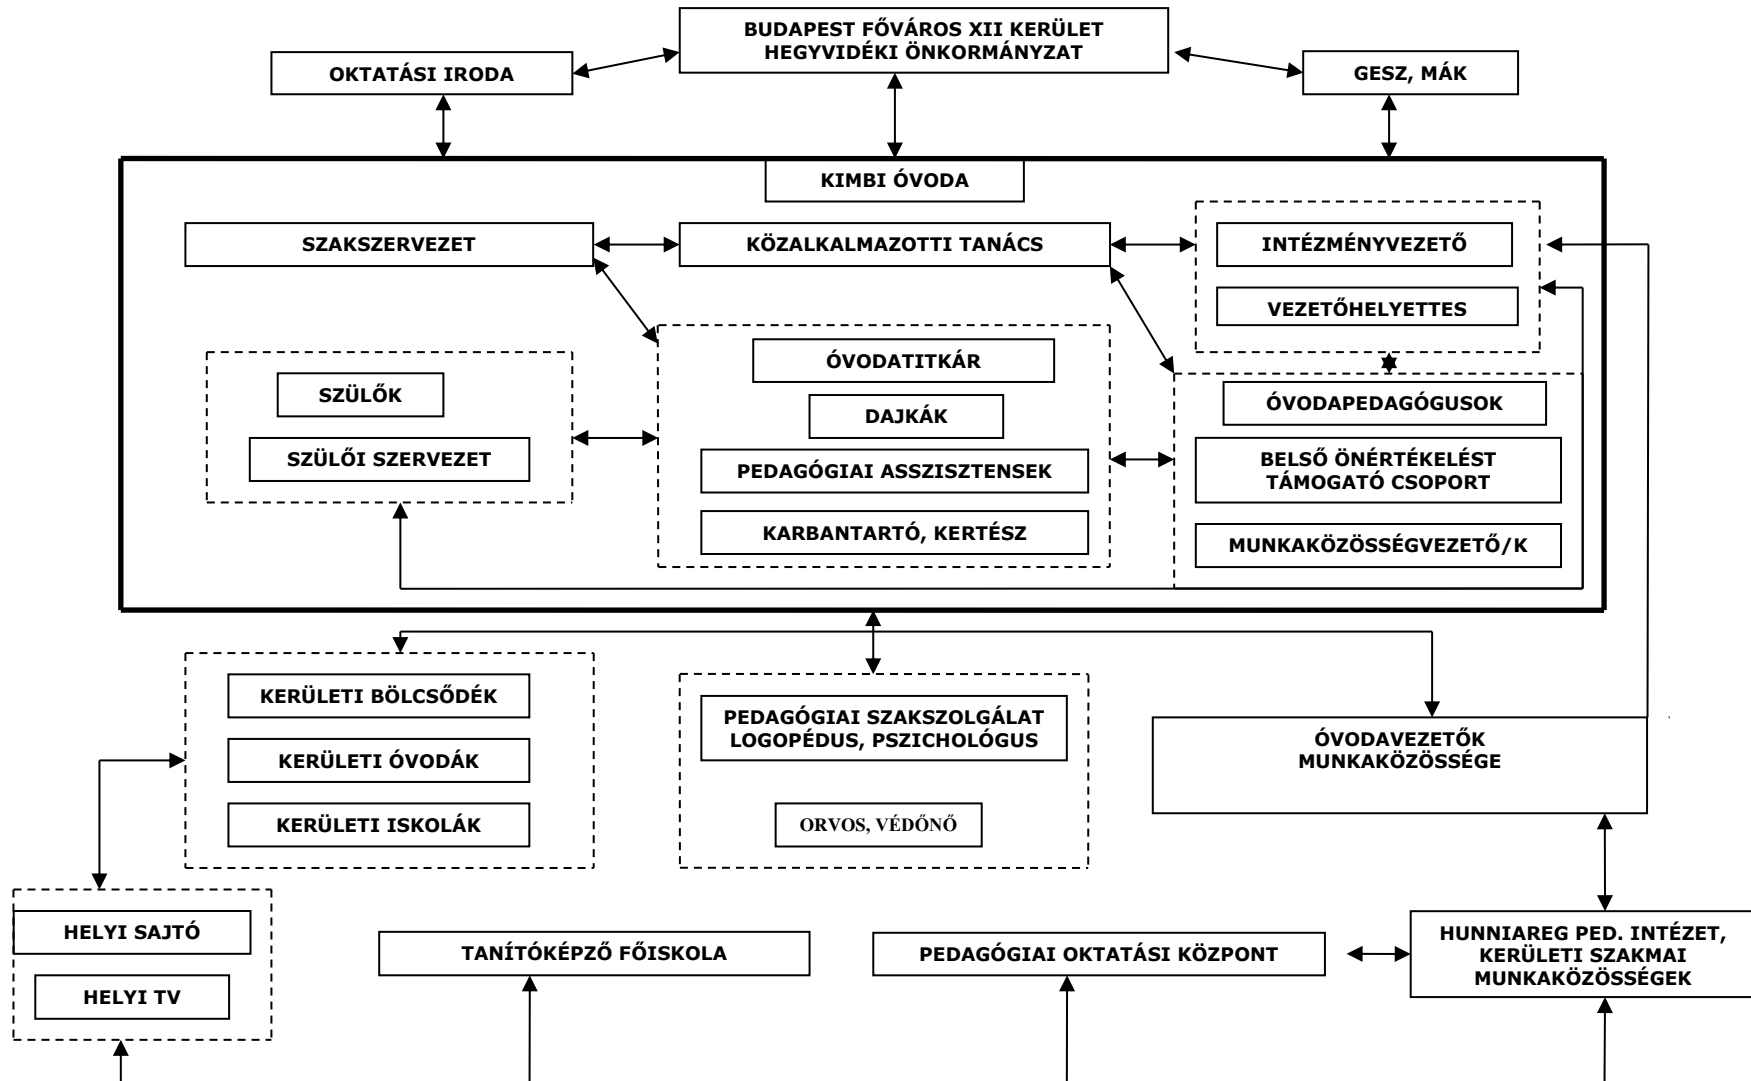 BUDAPEST FŐVÁROS XII KERÜLET
HEGYVIDÉKI ÖNKORMÁNYZAT
OKTATÁSI IRODA
GESZ, MÁK
KIMBI ÓVODA
SZAKSZERVEZET
KÖZALKALMAZOTTI TANÁCS
INTÉZMÉNYVEZETŐ
VEZETŐHELYETTES
ÓVODATITKÁR
SZÜLŐK
DAJKÁK
ÓVODAPEDAGÓGUSOK
SZÜLŐI SZERVEZET
PEDAGÓGIAI ASSZISZTENSEK
BELSŐ ÖNÉRTÉKELÉST
TÁMOGATÓ CSOPORT
KARBANTARTÓ, KERTÉSZ
MUNKAKÖZÖSSÉGVEZETŐ/K
KERÜLETI BÖLCSŐDÉK
KERÜLETI ÓVODÁK
KERÜLETI ISKOLÁK
PEDAGÓGIAI SZAKSZOLGÁLAT
LOGOPÉDUS, PSZICHOLÓGUS
ORVOS, VÉDŐNŐ
ÓVODAVEZETŐK
MUNKAKÖZÖSSÉGE
HELYI SAJTÓ
HELYI TV
TANÍTÓKÉPZŐ FŐISKOLA
PEDAGÓGIAI OKTATÁSI KÖZPONT
HUNNIAREG PED. INTÉZET,
KERÜLETI SZAKMAI
MUNKAKÖZÖSSÉGEK